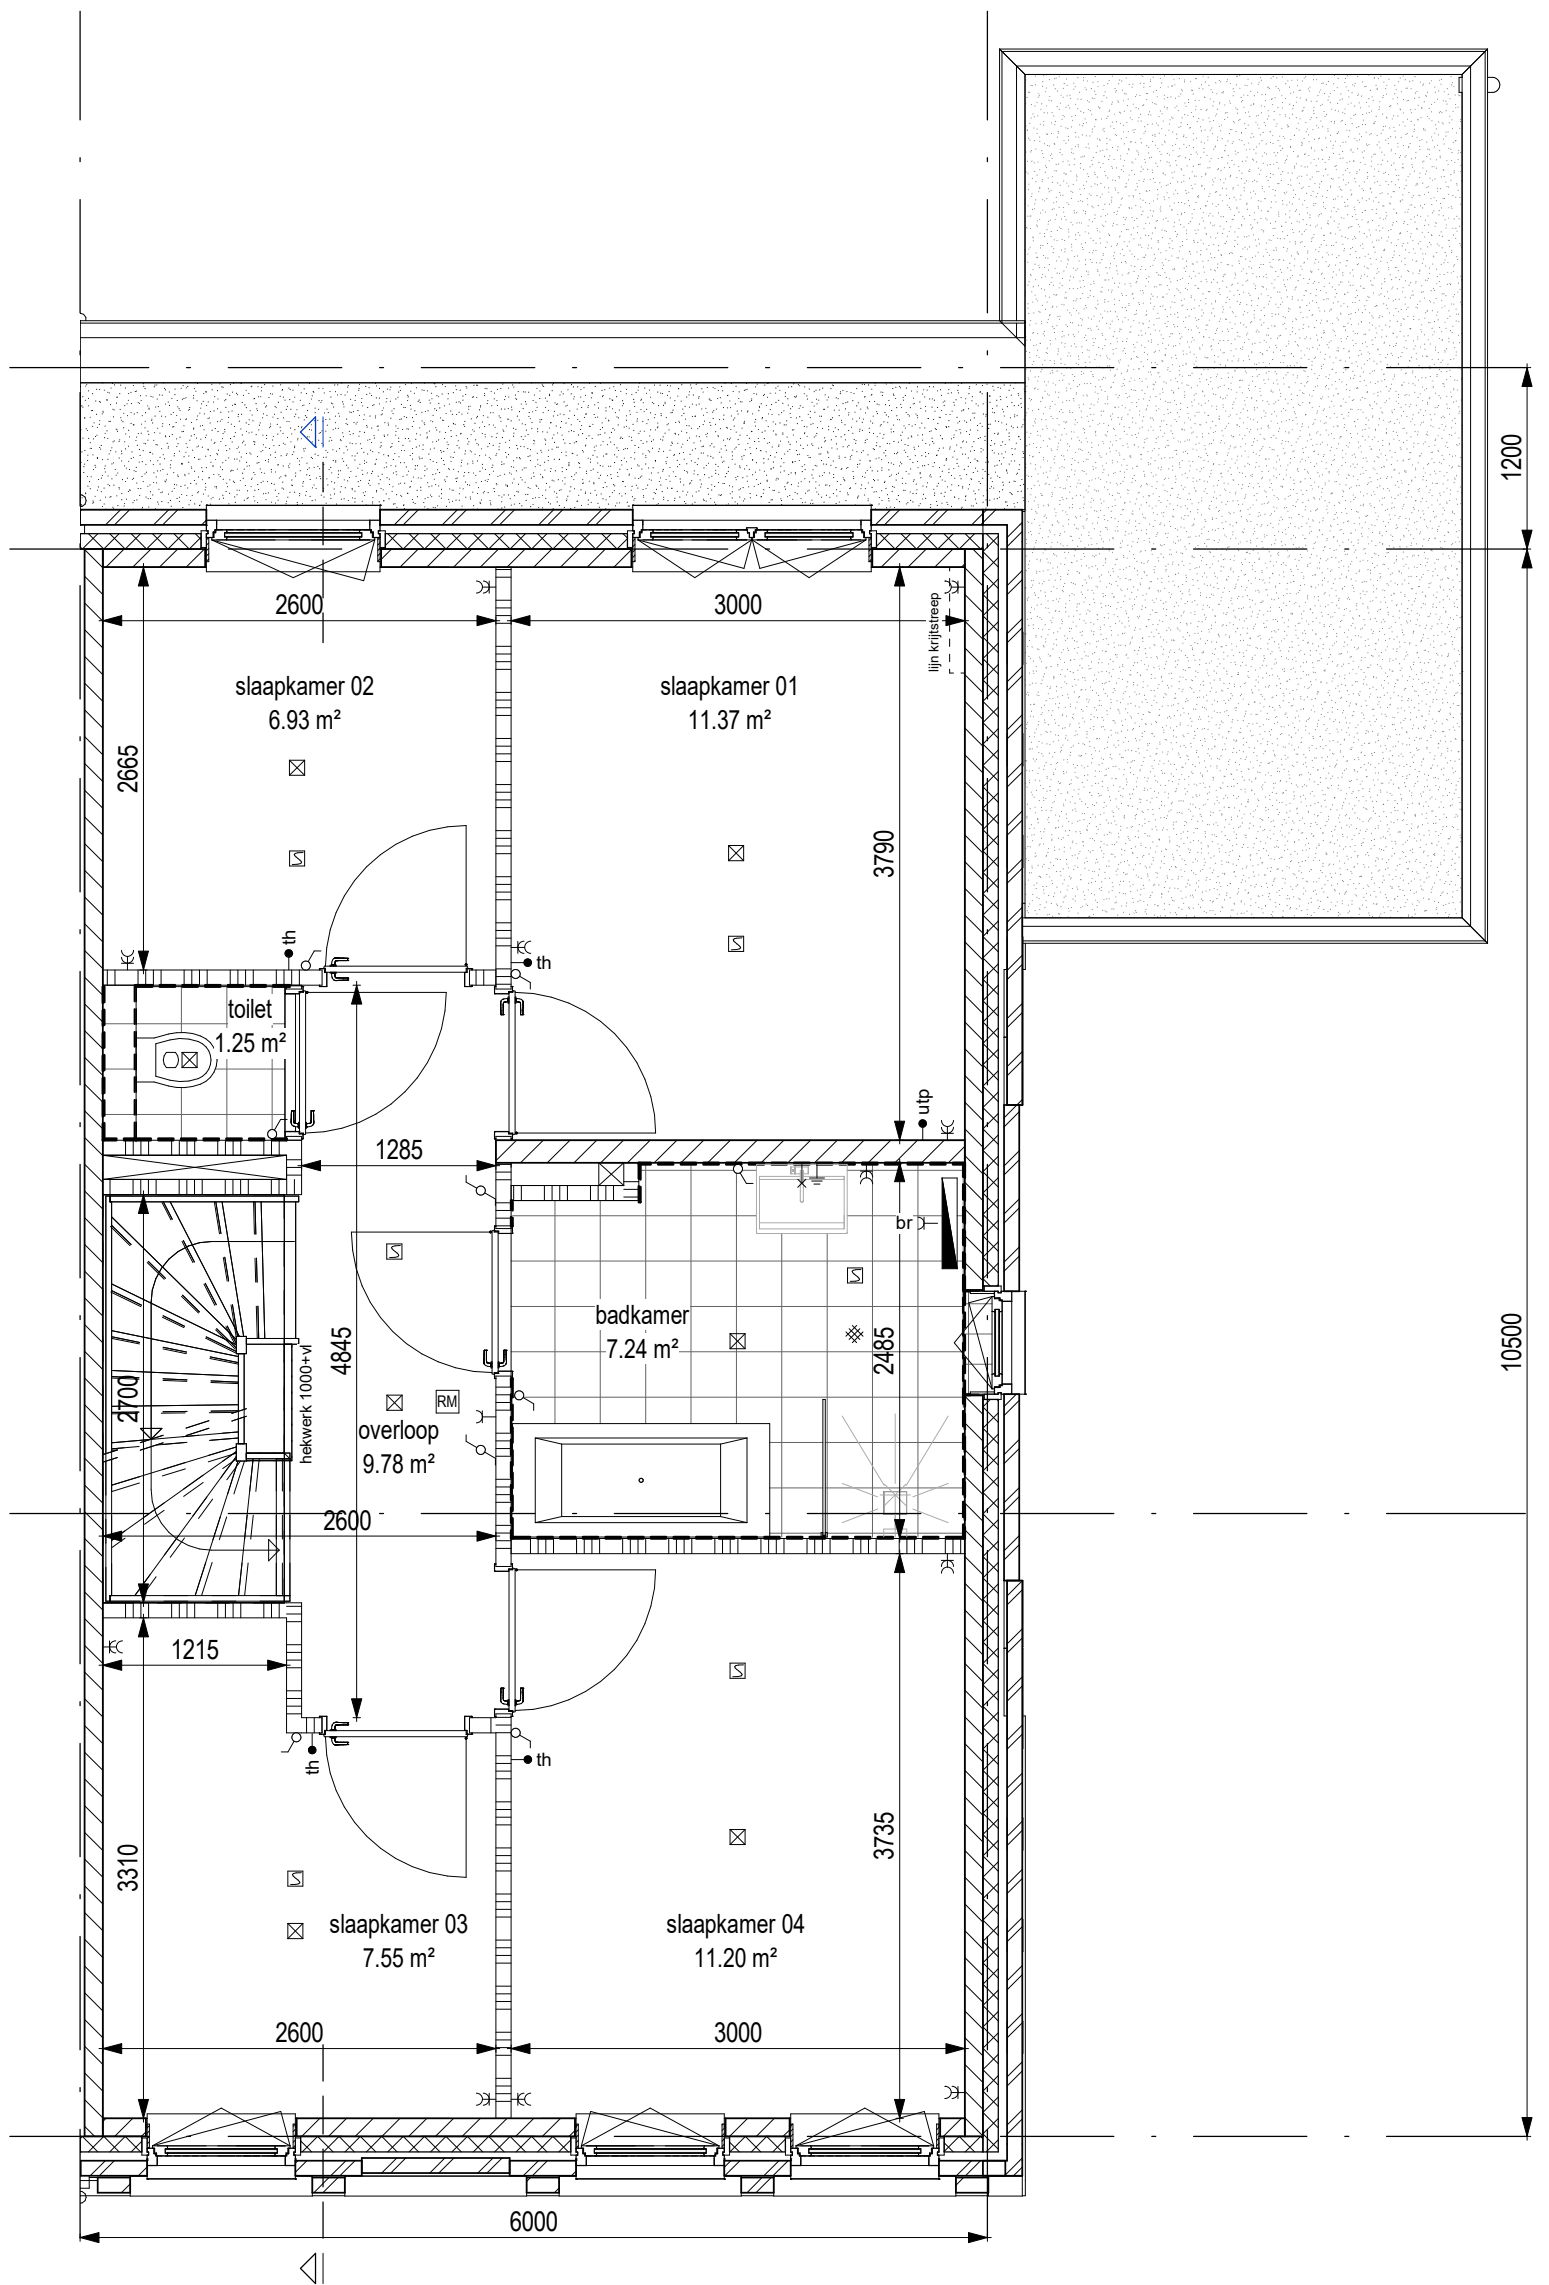 1200
2600
3000
lijn krijtstreep
slaapkamer 02
6.93 m²
slaapkamer 01
11.37 m²
2665
3790
th
th
toilet
1.25 m²
utp
1285
br
badkamer
7.24 m²
2485
4845
10500
hekwerk 1000+vl
2700
RM
overloop
9.78 m²
2600
1215
th
th
3310
3735
slaapkamer 03
7.55 m²
slaapkamer 04
11.20 m²
2600
3000
6000